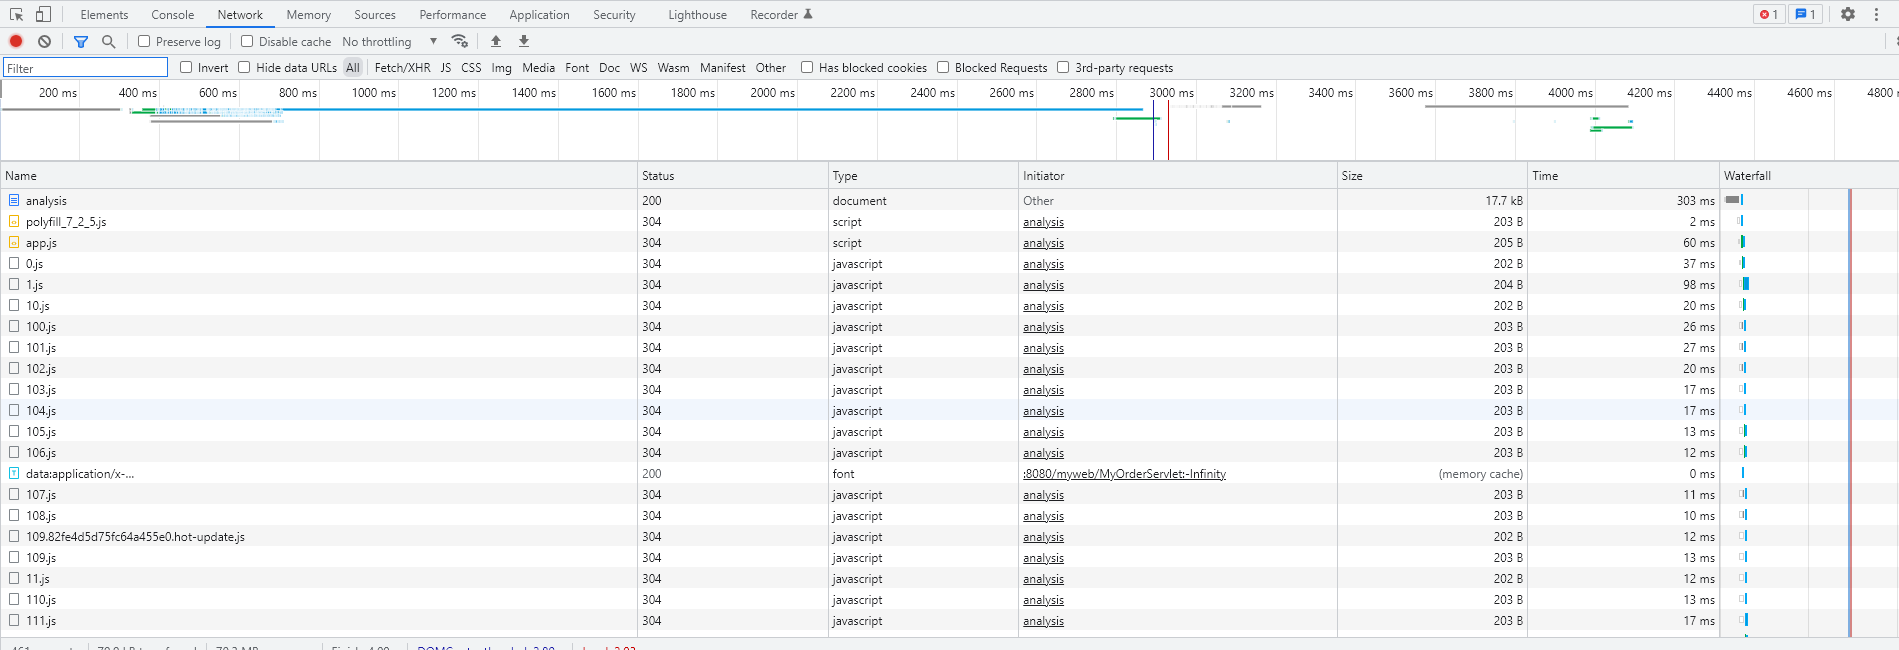 Elements Console Network Memory Sources Performance Application Security Lighthouse Recorder 1 1
Preserve log Disable cache No throttling
Filter Invert Hide data URLs All Fetch/XHR JS CSS Img Media Font Doc WS Wasm Manifest Other Has blocked cookies Blocked Requests 3rd-party requests
200 ms 400 ms 600 ms 800 ms 1000 ms 1200 ms 1400 ms 1600 ms 1800 ms 2000 ms 2200 ms 2400 ms 2600 ms 2800 ms 3000 ms 3200 ms 3400 ms 3600 ms 3800 ms 4000 ms 4200 ms 4400 ms 4600 ms 4800
Name Status Type Initiator Size Time Waterfall
analysis 200 document Other 17.7 kB 303 ms
polyfill_7_2_5.js 304 script analysis 203 B 2 ms
app.js 304 script analysis 205 B 60 ms
0.js 304 javascript analysis 202 B 37 ms
1.js 304 javascript analysis 204 B 98 ms
10.js 304 javascript analysis 202 B 20 ms
100.js 304 javascript analysis 203 B 26 ms
101.js 304 javascript analysis 203 B 27 ms
102.js 304 javascript analysis 203 B 20 ms
103.js 304 javascript analysis 203 B 17 ms
104.js 304 javascript analysis 203 B 17 ms
105.js 304 javascript analysis 203 B 13 ms
106.js 304 javascript analysis 203 B 12 ms
data:application/x-... 200 font :8080/myweb/MyOrderServlet:-Infinity (memory cache) 0 ms
107.js 304 javascript analysis 203 B 11 ms
108.js 304 javascript analysis 203 B 10 ms
109.82fe4d5d75fc64a455e0.hot-update.js 304 javascript analysis 202 B 12 ms
109.js 304 javascript analysis 203 B 13 ms
11.js 304 javascript analysis 202 B 12 ms
110.js 304 javascript analysis 203 B 13 ms
111.js 304 javascript analysis 203 B 17 ms